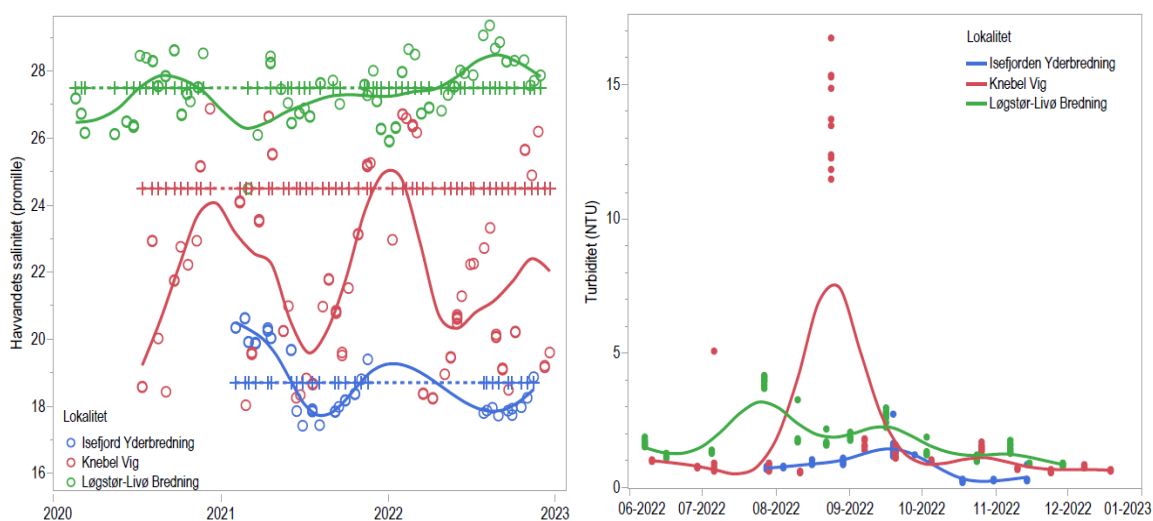 Havvandets salinitet (promille)
28
26
24
22
20
18
16
Lokalitet
Isefjord Yderbredning
Knebel Vig
Løgstør-Livø Bredning
2020
2021
2022
2023
Turbiditet (NTU)
15
10
5
0
Lokalitet
Isefjorden Yderbredning
Knebel Vig
Løgstør-Livø Bredning
06-2022
07-2022
08-2022
09-2022
10-2022
11-2022
12-2022
01-2023